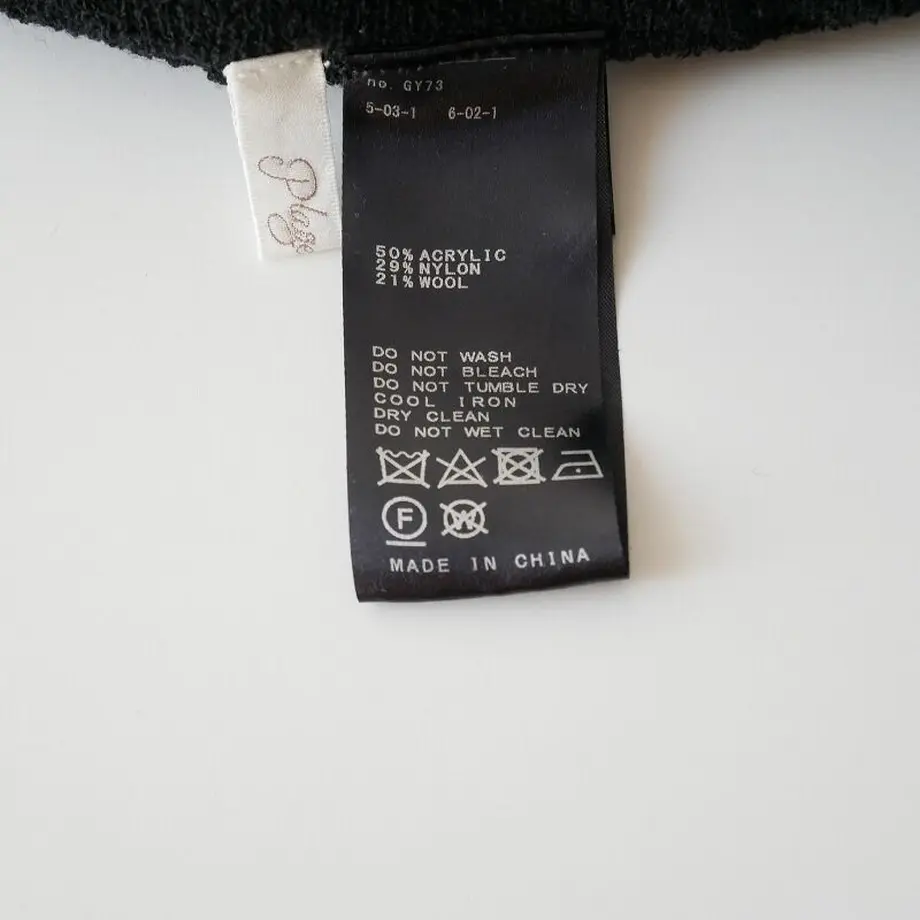 no. GY73
5-03-1 6-02-1
50% ACRYLIC
29% NYLON
21% WOOL
DO NOT WASH
DO NOT BLEACH
DO NOT TUMBLE DRY
COOL IRON
DRY CLEAN
DO NOT WET CLEAN
F W
MADE IN CHINA